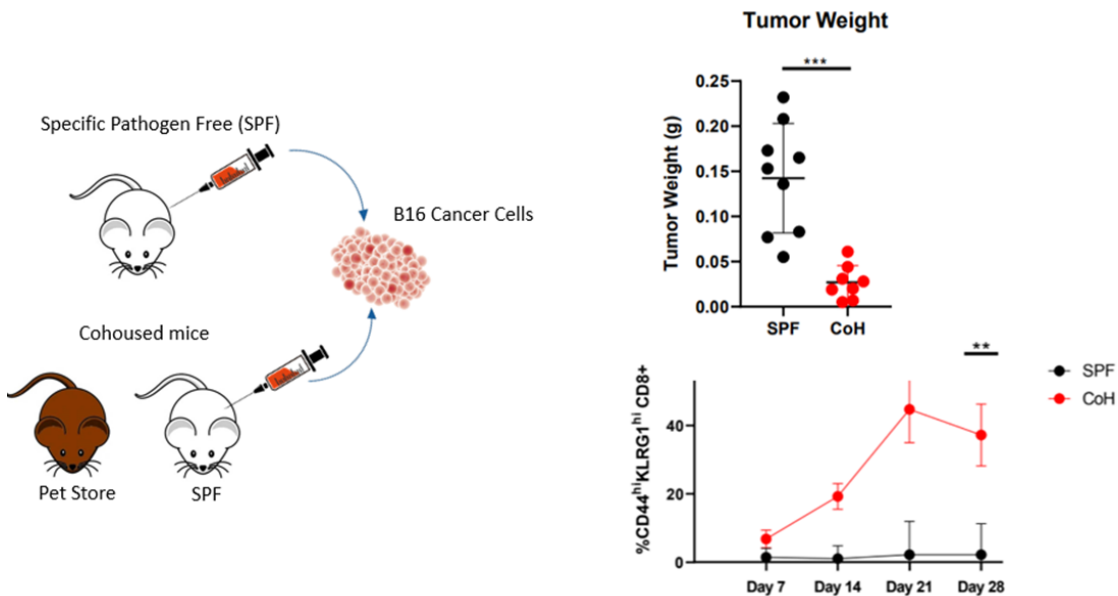 Specific Pathogen Free (SPF)
B16 Cancer Cells
Cohoused mice
Pet Store
SPF
Tumor Weight
***
Tumor Weight (g)
0.25
0.20
0.15
0.10
0.05
0.00
SPF
CoH
**
SPF
CoH
%CD44hiKLRG1hi CD8+
40
20
0
Day 7
Day 14
Day 21
Day 28